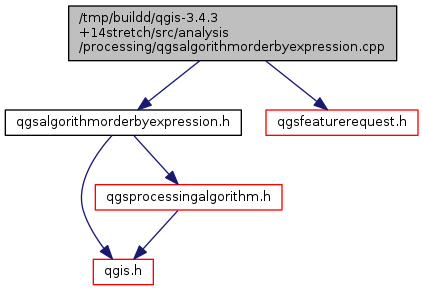 /tmp/buildd/qgis-3.4.3
+14stretch/src/analysis
/processing/qgsalgorithmorderbyexpression.cpp
qgsalgorithmorderbyexpression.h
qgsfeaturerequest.h
qgsprocessingalgorithm.h
qgis.h